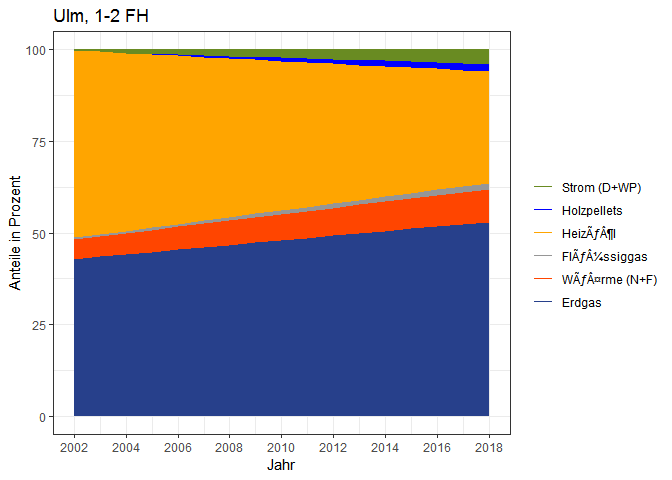 Ulm, 1-2 FH
Anteile in Prozent
100
75
50
25
0
2002 2004 2006 2008 2010 2012 2014 2016 2018
Jahr
Strom (D+WP)
Holzpellets
HeizÃƒÂ¶l
FlÃƒÂ¼ssiggas
WÃƒÂ¤rme (N+F)
Erdgas